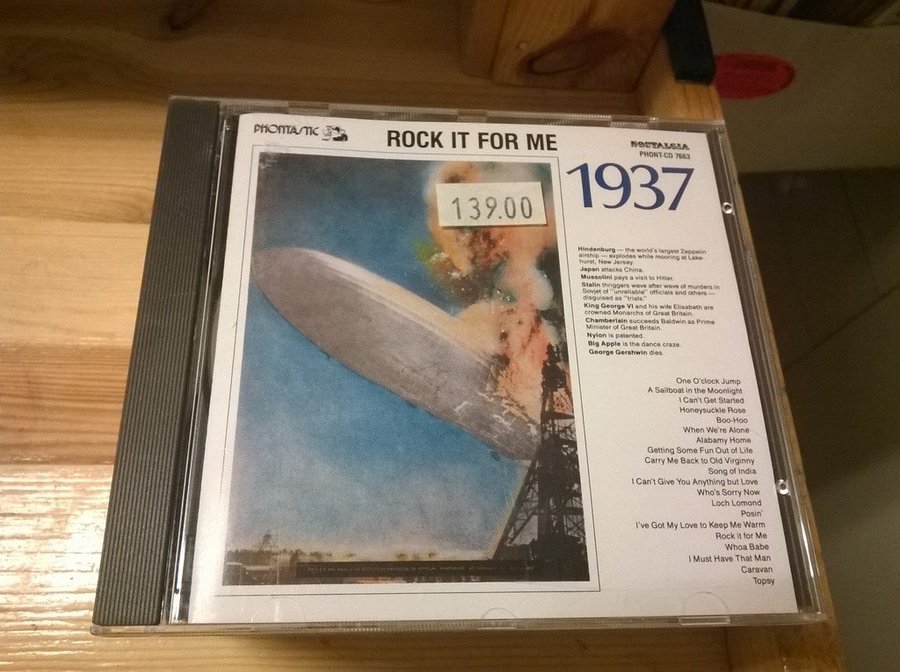 PHONTASTIC
ROCK IT FOR ME
NOSTALGIA
PHONT-CD 7663
1937
139.00
Hindenburg — the world's largest Zeppelin
airship — explodes while mooring at Lake-
hurst, New Jersey.
Japan attacks China.
Mussolini pays a visit to Hitler.
Stalin thriggers wave after wave of murders in
Sovjet of "unreliable" officials and others —
disguised as "trials."
King George VI and his wife Elisabeth are
crowned Monarchs of Great Britain.
Chamberlain succeeds Baldwin as Prime
Minister of Great Britain.
Nylon is patented.
Big Apple is the dance craze.
George Gershwin dies.
One O'clock Jump
A Sailboat in the Moonlight
I Can't Get Started
Honeysuckle Rose
Boo-Hoo
When We're Alone
Alabamy Home
Getting Some Fun Out of Life
Carry Me Back to Old Virginny
Song of India
I Can't Give You Anything but Love
Who's Sorry Now
Loch Lomond
Posin'
I've Got My Love to Keep Me Warm
Rock it for Me
Whoa Babe
I Must Have That Man
Caravan
Topsy